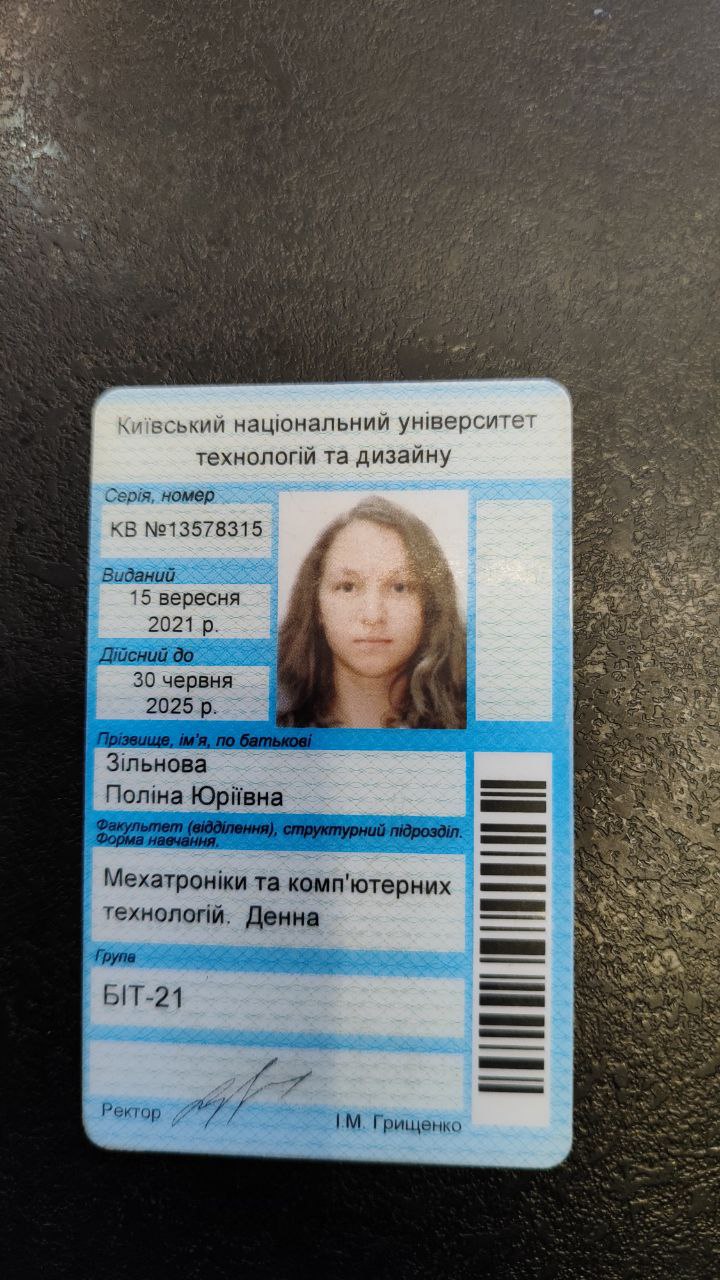 Київський національний університет
технологій та дизайну
Серія, номер
КВ №13578315
Виданий
15 вересня
2021 р.
Дійсний до
30 червня
2025 р.
Прізвище, ім'я, по батькові
Зільнова
Поліна Юріївна
Факультет (відділення), структурний підрозділ.
Форма навчання.
Мехатроніки та комп'ютерних
технологій. Денна
Група
БІТ-21
Ректор
І.М. Грищенко